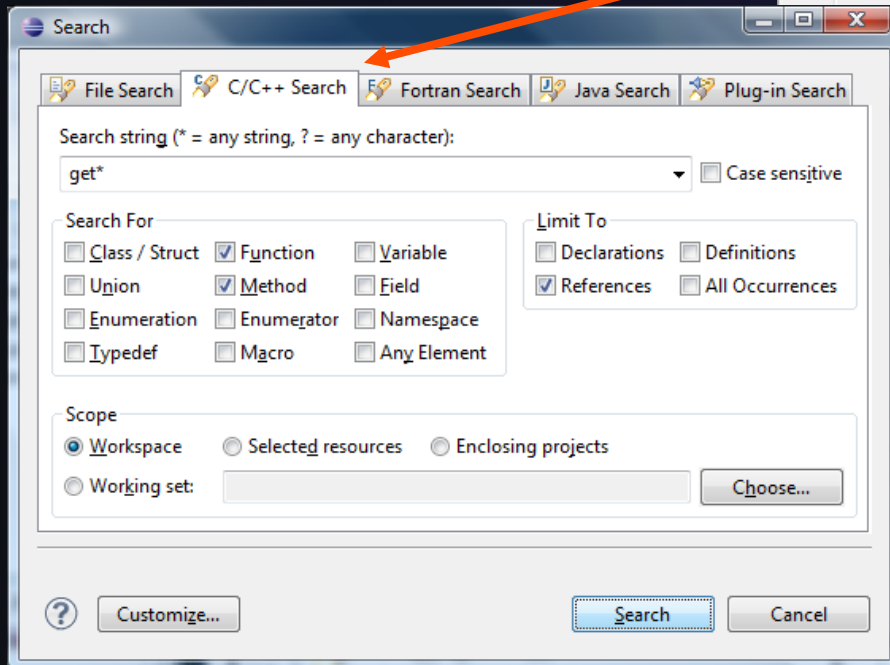 Search
File Search C/C++ Search Fortran Search Java Search Plug-in Search
Search string (* = any string, ? = any character):
get* Case sensitive
Search For Limit To
Class / Struct Function Variable Declarations Definitions
Union Method Field References All Occurrences
Enumeration Enumerator Namespace
Typedef Macro Any Element
Scope
Workspace Selected resources Enclosing projects
Working set: Choose...
? Customize... Search Cancel